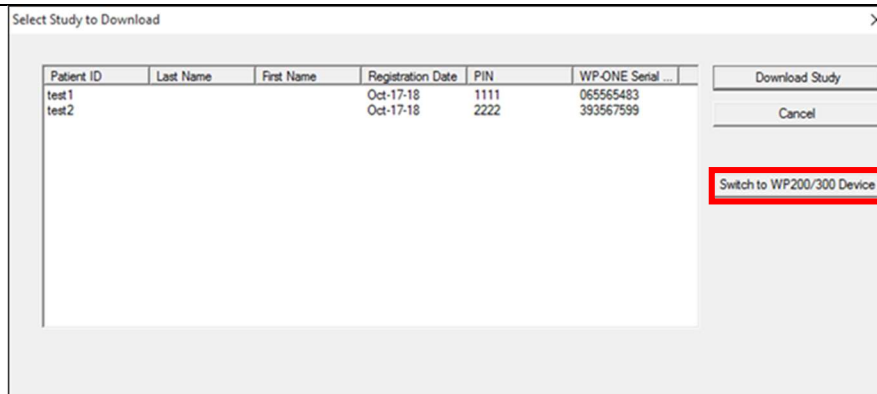 Select Study to Download
Patient ID Last Name First Name Registration Date PIN WP-ONE Serial ...
test1 Oct-17-18 1111 065565483
test2 Oct-17-18 2222 393567599
Download Study
Cancel
Switch to WP200/300 Device